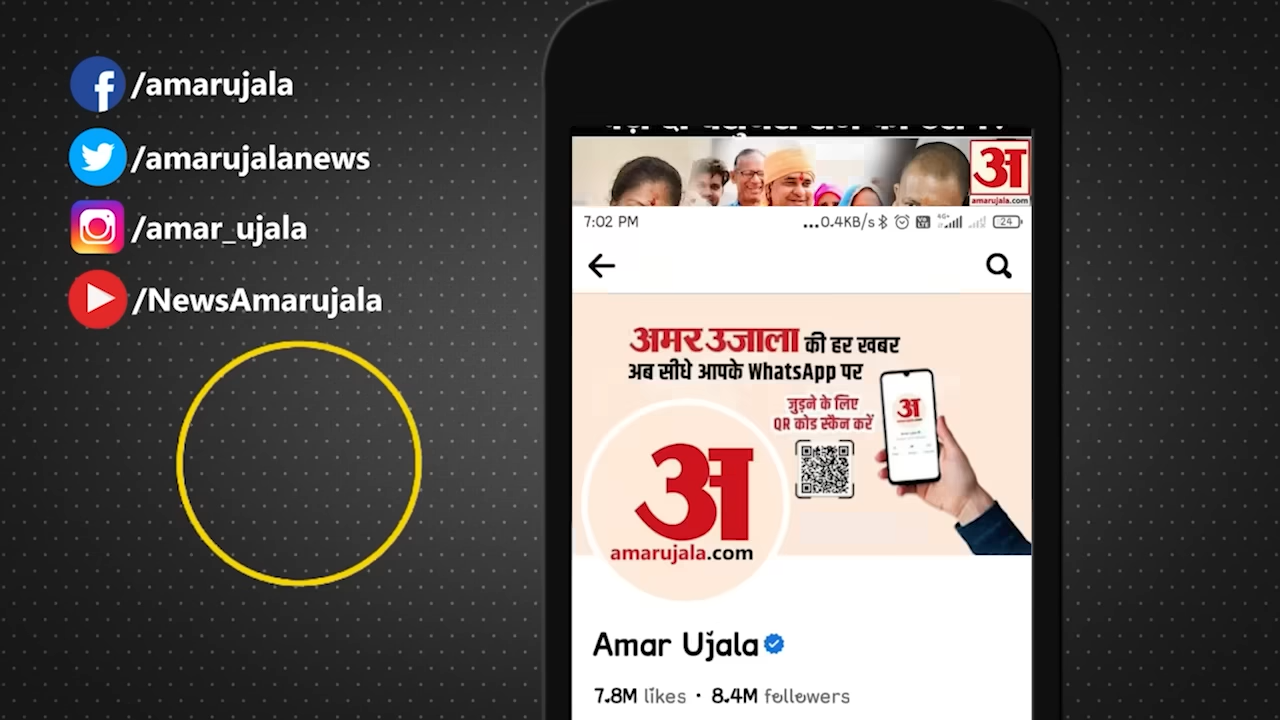 /amarujala
/amarujalanews
/amar_ujala
/NewsAmarujala
अ
amarujala.com
7:02 PM
...0.4KB/s
4G+
24
अमर उजाला की हर खबर
अब सीधे आपके WhatsApp पर
जुड़ने के लिए
QR कोड स्कैन करें
अ
अ
amarujala.com
Amar Ujala
7.8M likes · 8.4M followers